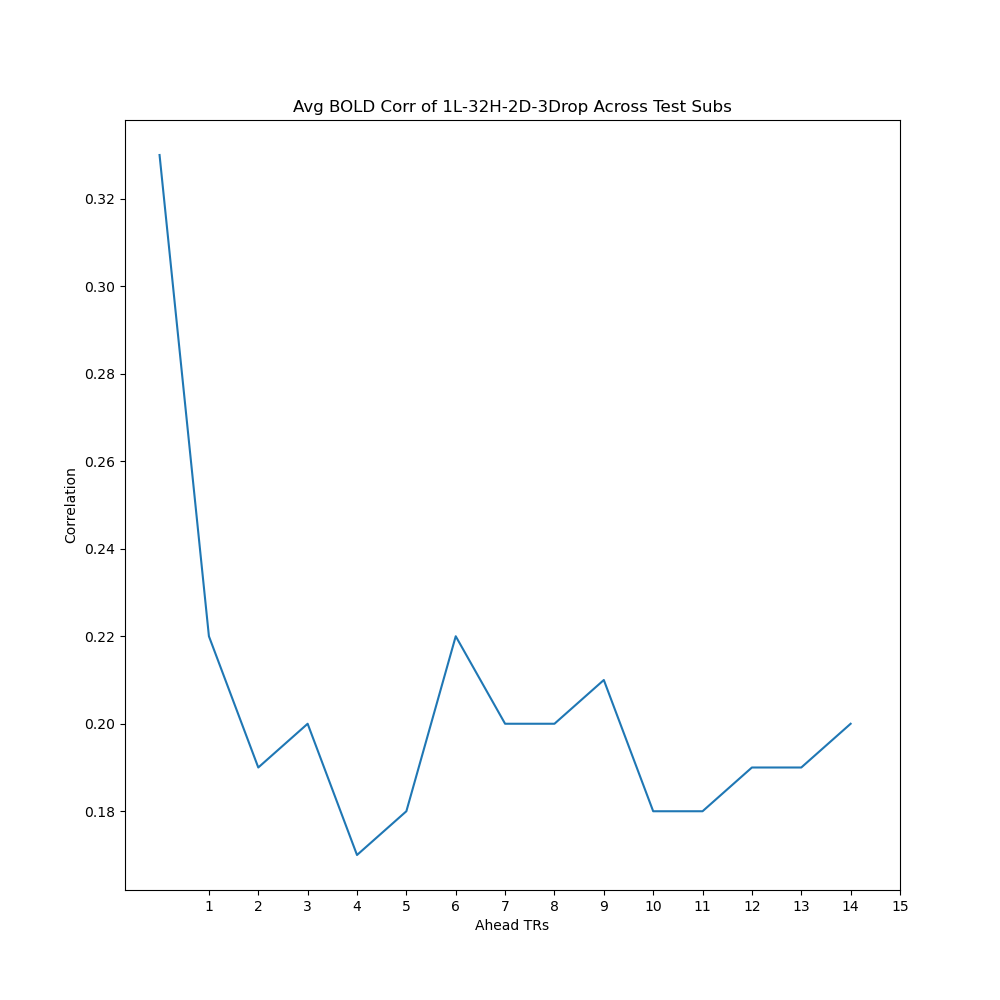 Avg BOLD Corr of 1L-32H-2D-3Drop Across Test Subs
0.32
0.30
0.28
0.26
0.24
0.22
0.20
0.18
Correlation
1 2 3 4 5 6 7 8 9 10 11 12 13 14 15
Ahead TRs